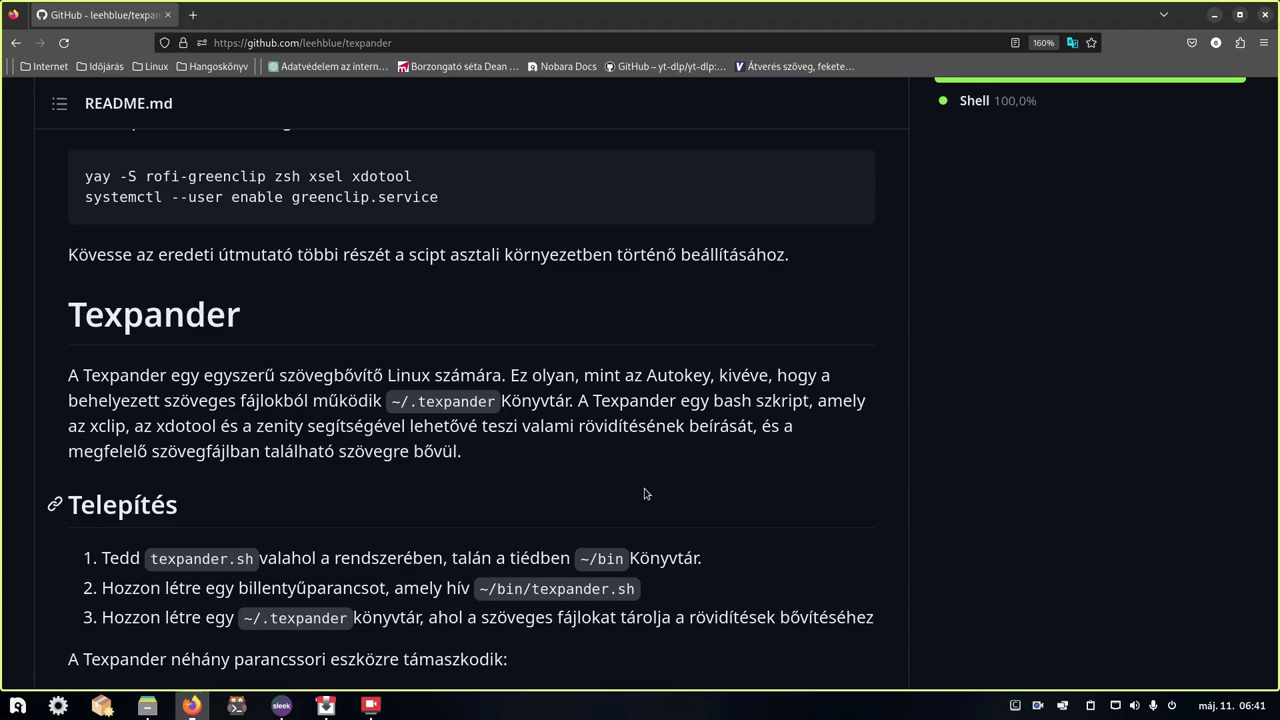 GitHub - leehblue/texpan
https://github.com/leehblue/texpander
160%
Internet
Időjárás
Linux
Hangoskönyv
Adatvédelem az intern...
Borzongató séta Dean ...
Nobara Docs
GitHub – yt-dlp/yt-dlp:...
Átverés szöveg, fekete...
README.md
Shell 100,0%
yay -S rofi-greenclip zsh xsel xdotool
systemctl --user enable greenclip.service
Kövesse az eredeti útmutató többi részét a scipt asztali környezetben történő beállításához.
Texpander
A Texpander egy egyszerű szövegbővítő Linux számára. Ez olyan, mint az Autokey, kivéve, hogy a
behelyezett szöveges fájlokból működik ~/.texpander Könyvtár. A Texpander egy bash szkript, amely
az xclip, az xdotool és a zenity segítségével lehetővé teszi valami rövidítésének beírását, és a
megfelelő szövegfájlban található szövegre bővül.
Telepítés
1. Tedd texpander.sh valahol a rendszerében, talán a tiédben ~/bin Könyvtár.
2. Hozzon létre egy billentyűparancsot, amely hív ~/bin/texpander.sh
3. Hozzon létre egy ~/.texpander könyvtár, ahol a szöveges fájlokat tárolja a rövidítések bővítéséhez
A Texpander néhány parancssori eszközre támaszkodik:
sleek
máj. 11. 06:41